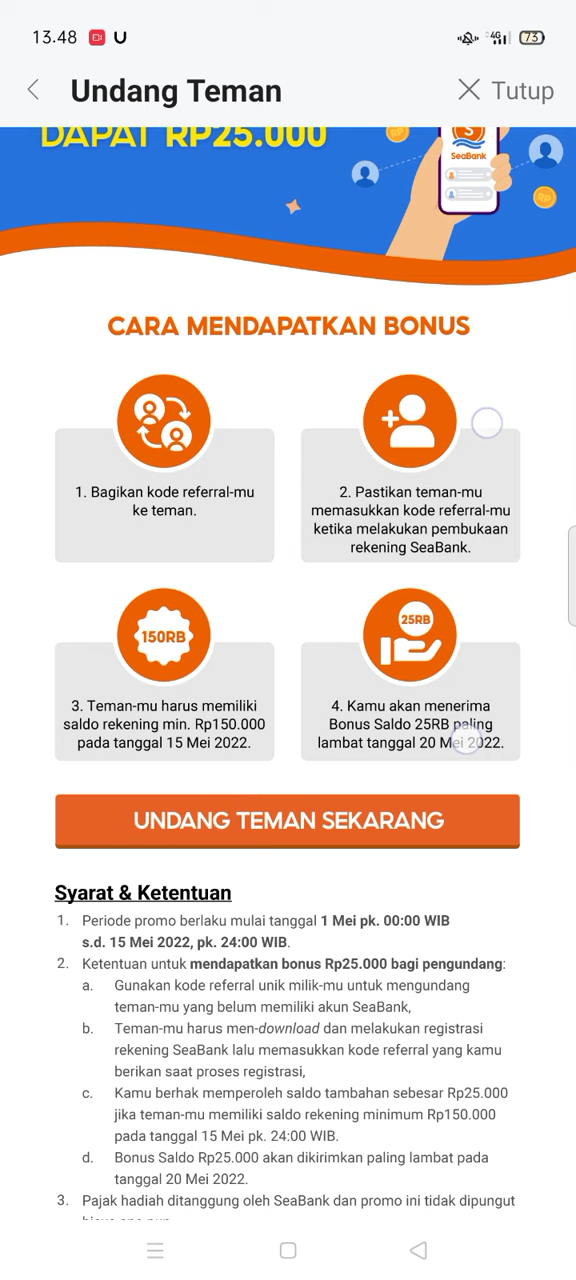 13.48
4G
73
Undang Teman
Tutup
DAPAT RP25.000
SeaBank
CARA MENDAPATKAN BONUS
1. Bagikan kode referral-mu
ke teman.
2. Pastikan teman-mu
memasukkan kode referral-mu
ketika melakukan pembukaan
rekening SeaBank.
150RB
25RB
3. Teman-mu harus memiliki
saldo rekening min. Rp150.000
pada tanggal 15 Mei 2022.
4. Kamu akan menerima
Bonus Saldo 25RB paling
lambat tanggal 20 Mei 2022.
UNDANG TEMAN SEKARANG
Syarat & Ketentuan
1. Periode promo berlaku mulai tanggal 1 Mei pk. 00:00 WIB
s.d. 15 Mei 2022, pk. 24:00 WIB.
2. Ketentuan untuk mendapatkan bonus Rp25.000 bagi pengundang:
a. Gunakan kode referral unik milik-mu untuk mengundang
teman-mu yang belum memiliki akun SeaBank,
b. Teman-mu harus men-download dan melakukan registrasi
rekening SeaBank lalu memasukkan kode referral yang kamu
berikan saat proses registrasi,
c. Kamu berhak memperoleh saldo tambahan sebesar Rp25.000
jika teman-mu memiliki saldo rekening minimum Rp150.000
pada tanggal 15 Mei pk. 24:00 WIB.
d. Bonus Saldo Rp25.000 akan dikirimkan paling lambat pada
tanggal 20 Mei 2022.
3. Pajak hadiah ditanggung oleh SeaBank dan promo ini tidak dipungut